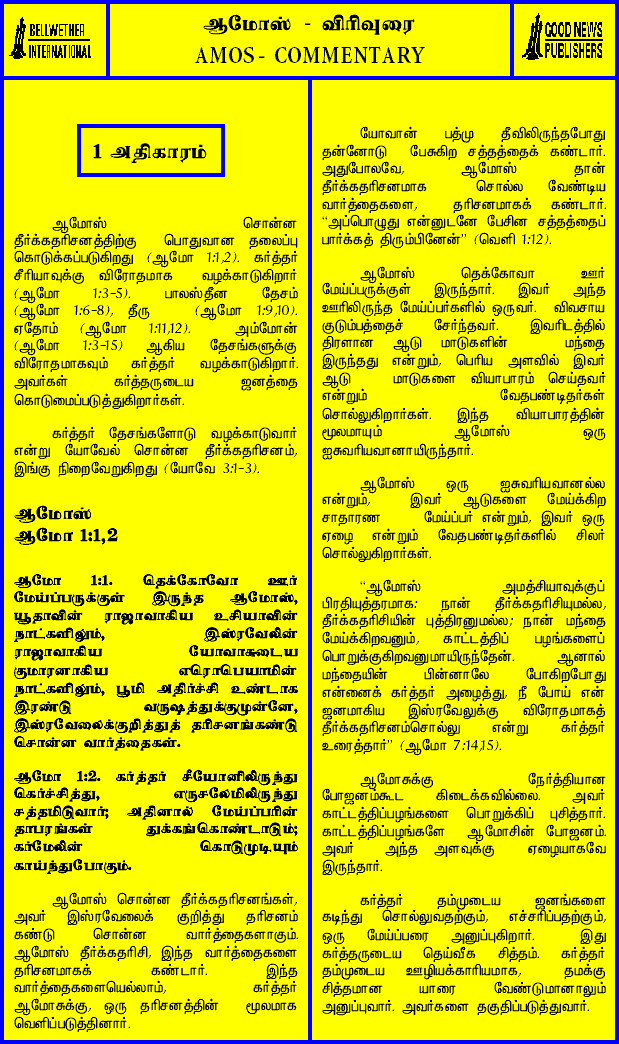 BELLWETHER
INTERNATIONAL
ஆமோஸ் - விரிவுரை
AMOS - COMMENTARY
GOOD NEWS
PUBLISHERS
1 அதிகாரம்
ஆமோஸ் சொன்ன
தீர்க்கதரிசனத்திற்கு பொதுவான தலைப்பு
கொடுக்கப்படுகிறது (ஆமோ 1:1,2). கர்த்தர்
சீரியாவுக்கு விரோதமாக வழக்காடுகிறார்
(ஆமோ 1:3-5). பாலஸ்தீன தேசம்
(ஆமோ 1:6-8), தீரு (ஆமோ 1:9,10).
ஏதோம் (ஆமோ 1:11,12). அம்மோன்
(ஆமோ 1:3-15) ஆகிய தேசங்களுக்கு
விரோதமாகவும் கர்த்தர் வழக்காடுகிறார்.
அவர்கள் கர்த்தருடைய ஜனத்தை
கொடுமைப்படுத்துகிறார்கள்.
கர்த்தர் தேசங்களோடு வழக்காடுவார்
என்று யோவேல் சொன்ன தீர்க்கதரிசனம்,
இங்கு நிறைவேறுகிறது (யோவே 3:1-3).
ஆமோஸ்
ஆமோ 1:1,2
ஆமோ 1:1. தெக்கோவோ ஊர்
மேய்ப்பருக்குள் இருந்த ஆமோஸ்,
யூதாவின் ராஜாவாகிய உசியாவின்
நாட்களிலும், இஸ்ரவேலின்
ராஜாவாகிய யோவாசுடைய
குமாரனாகிய எரொபெயாமின்
நாட்களிலும், பூமி அதிர்ச்சி உண்டாக
இரண்டு வருஷத்துக்குமுன்னே,
இஸ்ரவேலைக்குறித்துத் தரிசனங்கண்டு
சொன்ன வார்த்தைகள்.
ஆமோ 1:2. கர்த்தர் சீயோனிலிருந்து
கெர்ச்சித்து, எருசலேமிலிருந்து
சத்தமிடுவார்; அதினால் மேய்ப்பரின்
தாபரங்கள் துக்கங்கொண்டாடும்;
கர்மேலின் கொடுமுடியும்
காய்ந்துபோகும்.
ஆமோஸ் சொன்ன தீர்க்கதரிசனங்கள்,
அவர் இஸ்ரவேலைக் குறித்து தரிசனம்
கண்டு சொன்ன வார்த்தைகளாகும்.
ஆமோஸ் தீர்க்கதரிசி, இந்த வார்த்தைகளை
தரிசனமாகக் கண்டார். இந்த
வார்த்தைகளையெல்லாம், கர்த்தர்
ஆமோசுக்கு, ஒரு தரிசனத்தின் மூலமாக
வெளிப்படுத்தினார்.
யோவான் பத்மு தீவிலிருந்தபோது
தன்னோடு பேசுகிற சத்தத்தைக் கண்டார்.
அதுபோலவே, ஆமோஸ் தான்
தீர்க்கதரிசனமாக சொல்ல வேண்டிய
வார்த்தைகளை, தரிசனமாகக் கண்டார்.
“அப்பொழுது என்னுடனே பேசின சத்தத்தைப்
பார்க்கத் திரும்பினேன்” (வெளி 1:12).
ஆமோஸ் தெக்கோவா ஊர்
மேய்ப்பருக்குள் இருந்தார். இவர் அந்த
ஊரிலிருந்த மேய்ப்பர்களில் ஒருவர். விவசாய
குடும்பத்தைச் சேர்ந்தவர். இவரிடத்தில்
திரளான ஆடு மாடுகளின் மந்தை
இருந்தது என்றும், பெரிய அளவில் இவர்
ஆடு மாடுகளை வியாபாரம் செய்தவர்
என்றும் வேதபண்டிதர்கள்
சொல்லுகிறார்கள். இந்த வியாபாரத்தின்
மூலமாயும் ஆமோஸ் ஒரு
ஐசுவரியவானாயிருந்தார்.
ஆமோஸ் ஒரு ஐசுவரியவானல்ல
என்றும், இவர் ஆடுகளை மேய்க்கிற
சாதாரண மேய்ப்பர் என்றும், இவர் ஒரு
ஏழை என்றும் வேதபண்டிதர்களில் சிலர்
சொல்லுகிறார்கள்.
“ஆமோஸ் அமத்சியாவுக்குப்
பிரதியுத்தரமாக: நான் தீர்க்கதரிசியுமல்ல,
தீர்க்கதரிசியின் புத்திரனுமல்ல; நான் மந்தை
மேய்க்கிறவனும், காட்டத்திப் பழங்களைப்
பொறுக்குகிறவனுமாயிருந்தேன். ஆனால்
மந்தையின் பின்னாலே போகிறபோது
என்னைக் கர்த்தர் அழைத்து, நீ போய் என்
ஜனமாகிய இஸ்ரவேலுக்கு விரோதமாகத்
தீர்க்கதரிசனம்சொல்லு என்று கர்த்தர்
உரைத்தார்” (ஆமோ 7:14,15).
ஆமோசுக்கு நேர்த்தியான
போஜனம்கூட கிடைக்கவில்லை. அவர்
காட்டத்திப்பழங்களை பொறுக்கிப் புசித்தார்.
காட்டத்திப்பழங்களே ஆமோசின் போஜனம்.
அவர் அந்த அளவுக்கு ஏழையாகவே
இருந்தார்.
கர்த்தர் தம்முடைய ஜனங்களை
கடிந்து சொல்லுவதற்கும், எச்சரிப்பதற்கும்,
ஒரு மேய்ப்பரை அனுப்புகிறார். இது
கர்த்தருடைய தெய்வீக சித்தம். கர்த்தர்
தம்முடைய ஊழியக்காரியமாக, தமக்கு
சித்தமான யாரை வேண்டுமானாலும்
அனுப்புவார். அவர்களை தகுதிப்படுத்துவார்.